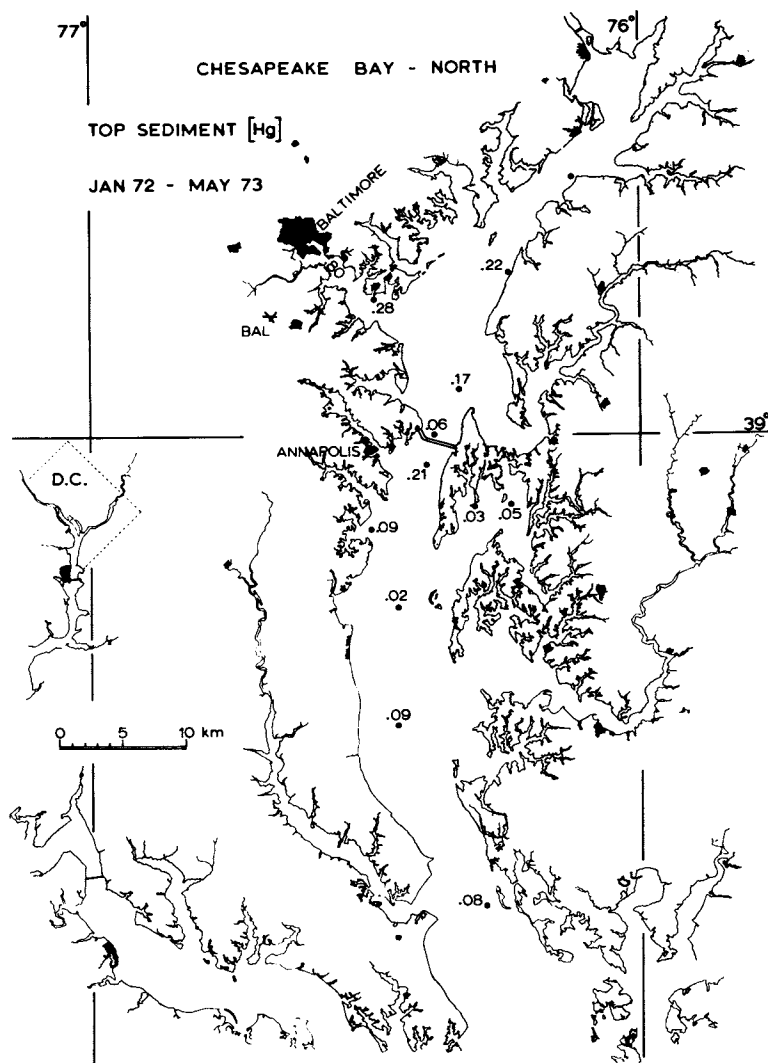 77°
76°
CHESAPEAKE BAY - NORTH
TOP SEDIMENT [Hg]
JAN 72 - MAY 73
BALTIMORE
.22
.28
BAL
.17
39°
.06
ANNAPOLIS
.21
D.C.
.03
.05
.09
.02
.09
0 5 10 km
.08